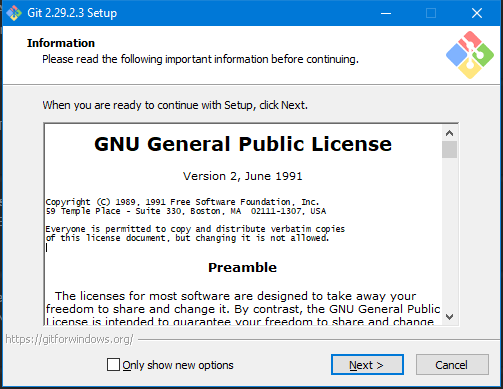 Git 2.29.2.3 Setup
Information
Please read the following important information before continuing.
When you are ready to continue with Setup, click Next.
GNU General Public License
Version 2, June 1991
Copyright (C) 1989, 1991 Free Software Foundation, Inc.
59 Temple Place - Suite 330, Boston, MA  02111-1307, USA
Everyone is permitted to copy and distribute verbatim copies
of this license document, but changing it is not allowed.
Preamble
The licenses for most software are designed to take away your
freedom to share and change it. By contrast, the GNU General Public
License is intended to guarantee your freedom to share and change
https://gitforwindows.org/
Only show new options
Next >
Cancel